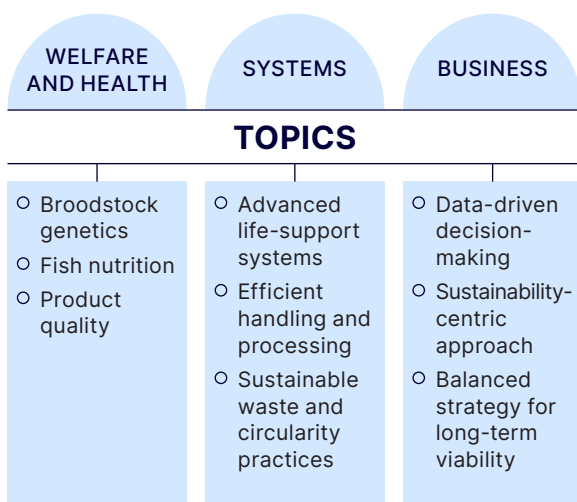 WELFARE
AND HEALTH
SYSTEMS
BUSINESS
TOPICS
Broodstock
genetics
Fish nutrition
Product
quality
Advanced
life-support
systems
Efficient
handling and
processing
Sustainable
waste and
circularity
practices
Data-driven
decision-
making
Sustainability-
centric
approach
Balanced
strategy for
long-term
viability